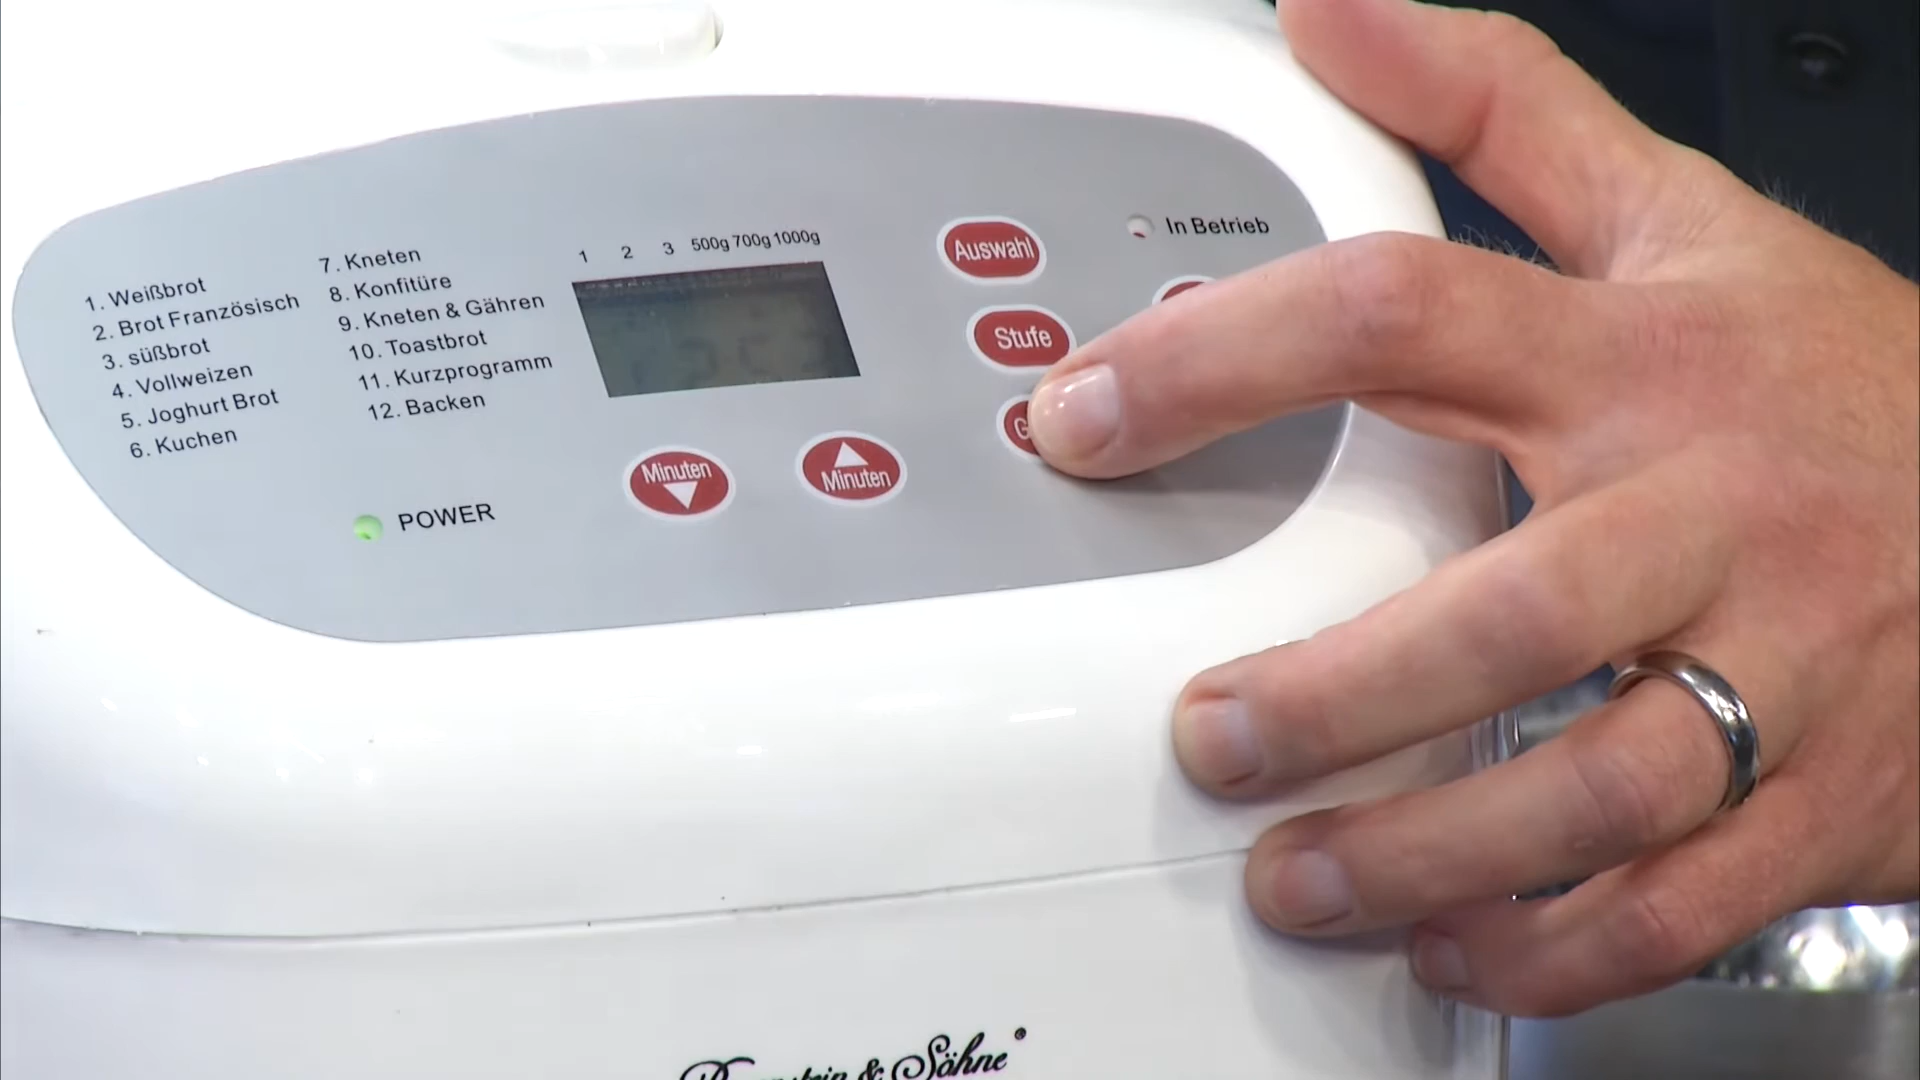 1. Weißbrot
2. Brot Französisch
3. süßbrot
4. Vollweizen
5. Joghurt Brot
6. Kuchen
7. Kneten
8. Konfitüre
9. Kneten & Gähren
10. Toastbrot
11. Kurzprogramm
12. Backen
POWER
1 2 3 500g 700g 1000g
Minuten
Minuten
Auswahl
Stufe
In Betrieb
& Söhne